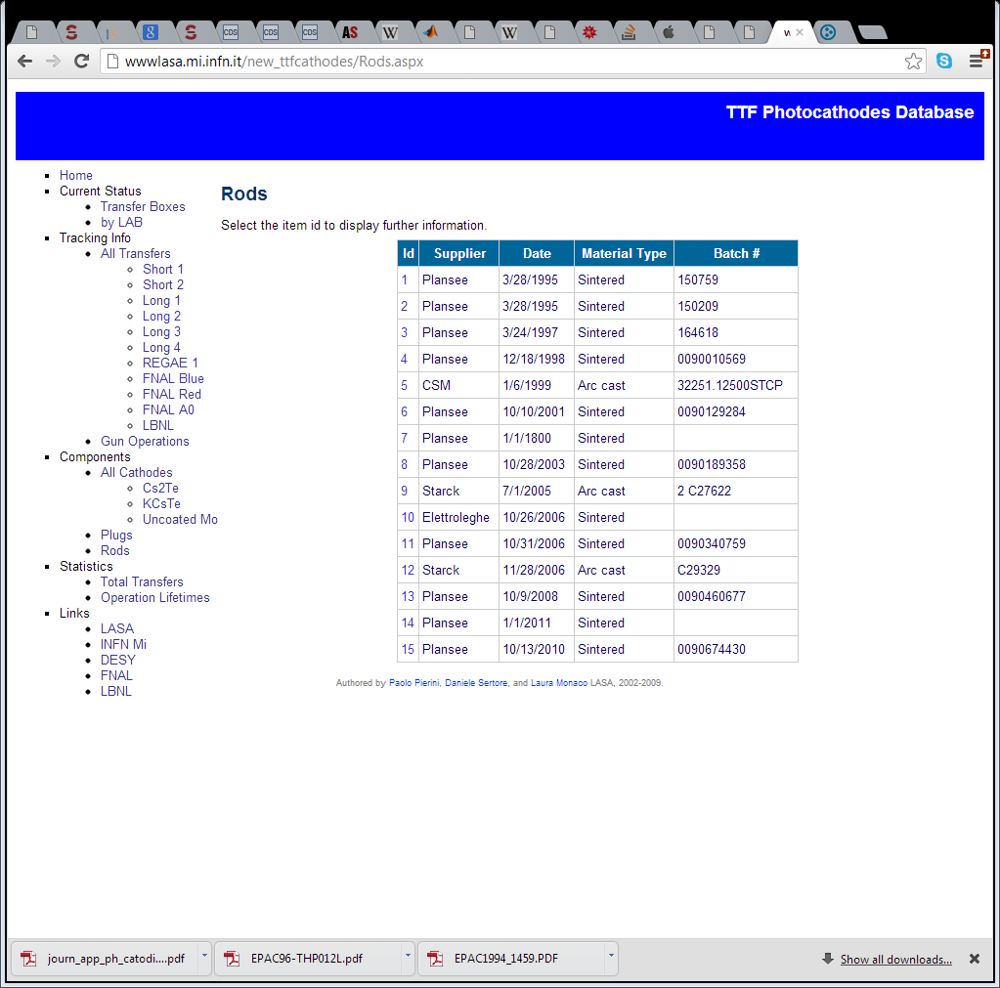 wwwlasa.mi.infn.it/new_ttfcathodes/Rods.aspx
TTF Photocathodes Database
Home
Current Status
Transfer Boxes
by LAB
Tracking Info
All Transfers
Short 1
Short 2
Long 1
Long 2
Long 3
Long 4
REGAE 1
FNAL Blue
FNAL Red
FNAL A0
LBNL
Gun Operations
Components
All Cathodes
Cs2Te
KCsTe
Uncoated Mo
Plugs
Rods
Statistics
Total Transfers
Operation Lifetimes
Links
LASA
INFN Mi
DESY
FNAL
LBNL
Rods
Select the item id to display further information.
Id Supplier Date Material Type Batch #
1 Plansee 3/28/1995 Sintered 150759
2 Plansee 3/28/1995 Sintered 150209
3 Plansee 3/24/1997 Sintered 164618
4 Plansee 12/18/1998 Sintered 0090010569
5 CSM 1/6/1999 Arc cast 32251.12500STCP
6 Plansee 10/10/2001 Sintered 0090129284
7 Plansee 1/1/1800 Sintered
8 Plansee 10/28/2003 Sintered 0090189358
9 Starck 7/1/2005 Arc cast 2 C27622
10 Elettroleghe 10/26/2006 Sintered
11 Plansee 10/31/2006 Sintered 0090340759
12 Starck 11/28/2006 Arc cast C29329
13 Plansee 10/9/2008 Sintered 0090460677
14 Plansee 1/1/2011 Sintered
15 Plansee 10/13/2010 Sintered 0090674430
Authored by Paolo Pierini, Daniele Sertore, and Laura Monaco LASA, 2002-2009.
journ_app_ph_catodi....pdf EPAC96-THP012L.pdf EPAC1994_1459.PDF Show all downloads...